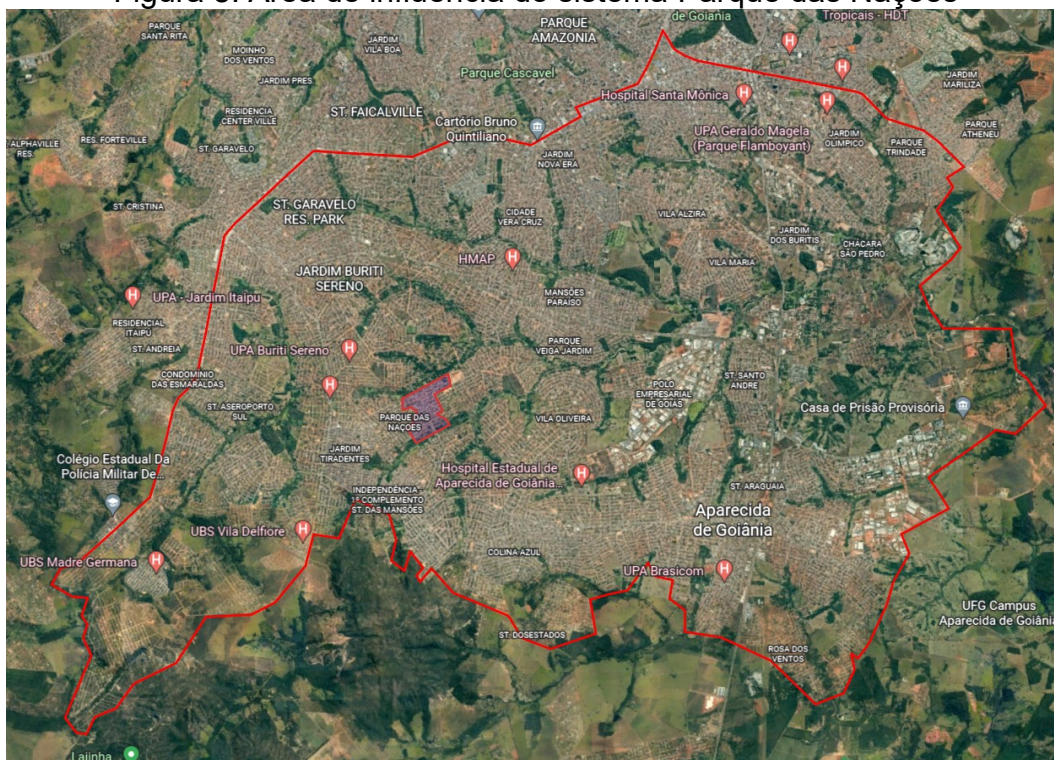 Figura 3: Área de influência do sistema Parque das Nações
PARQUE
SANTA RITA
MOINHO
DOS VENTOS
JARDIM
VILA BOA
PARQUE
AMAZONIA
de Goiânia
Tropicais - HDT
JARDIM PRES.
Parque Cascavel
JARDIM
MARILIZA
RESIDENCIA
CENTER VILLE
ST. FAICALVILLE
Hospital Santa Mônica
Cartório Bruno
Quintiliano
ALPHAVILLE
RES.
RES. FORTEVILLE
ST. GARAVELO
UPA Geraldo Magela
(Parque Flamboyant)
JARDIM
OLIMPICO
PARQUE
TRINDADE
PARQUE
ATHENEU
JARDIM
NOVA ERA
ST. CRISTINA
ST. GARAVELO
RES. PARK
CIDADE
VERA CRUZ
VILA ALZIRA
JARDIM
DOS BURITIS
CHÁCARA
SÃO PEDRO
HMAP
VILA MARIA
JARDIM BURITI
SERENO
UPA - Jardim Itaipu
MANSÕES
PARAISO
RESIDENCIAL
ITAIPÚ
ST. ANDREIA
UPA Buriti Sereno
PARQUE
VEIGA JARDIM
CONDOMINIO
DAS ESMARALDAS
ST. SANTO
ANDRE
POLO
EMPRESARIAL
DE GOIAS
ST. ASEROPORTO
SUL
PARQUE DAS
NAÇOES
VILA OLIVEIRA
Casa de Prisão Provisória
JARDIM
TIRADENTES
Colégio Estadual Da
Polícia Militar De...
Hospital Estadual de
Aparecida de Goiânia...
ST. ARAGUAIA
INDEPENDÊNCIA -
1º COMPLEMENTO
ST. DAS MANSÕES
Aparecida
de Goiânia
UBS Vila Delfiore
COLINA AZUL
UBS Madre Germana
UPA Brasicom
UFG Campus
Aparecida de Goiânia
ST. DOSESTADOS
ROSA DOS
VENTOS
Lajinha